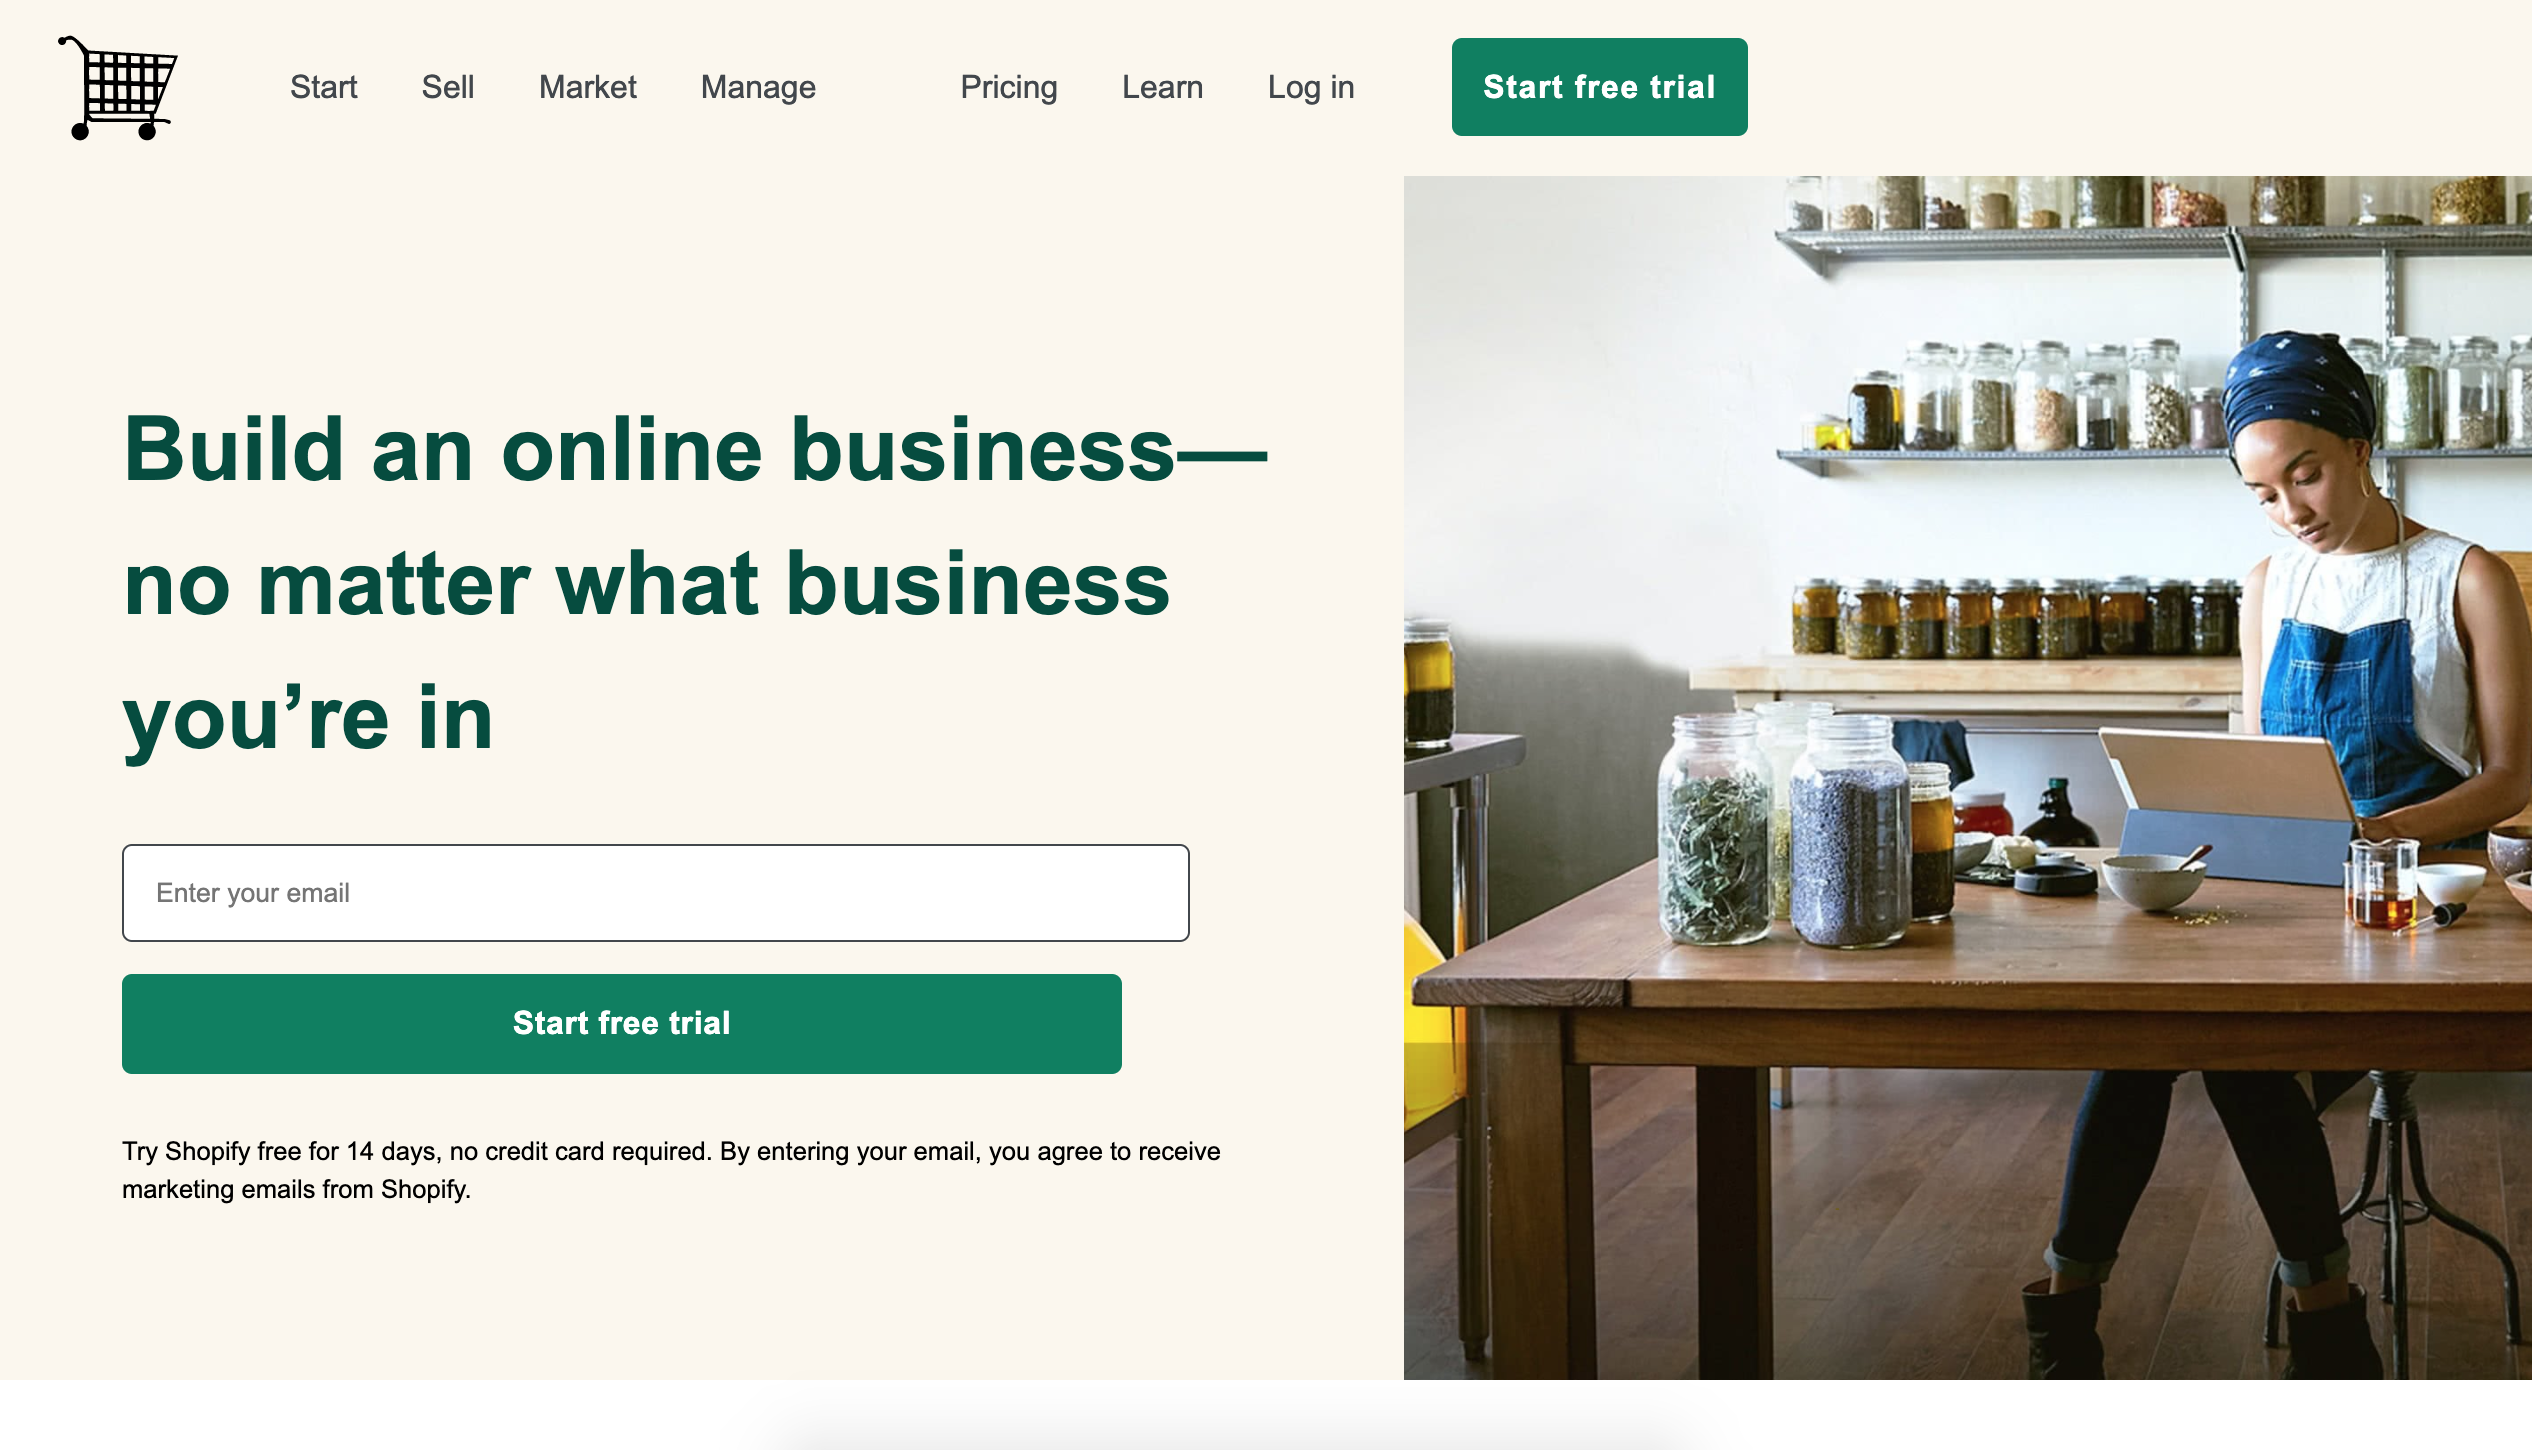 Start Sell Market Manage Pricing Learn Log in Start free trial
Build an online business—
no matter what business
you’re in
Enter your email
Start free trial
Try Shopify free for 14 days, no credit card required. By entering your email, you agree to receive
marketing emails from Shopify.